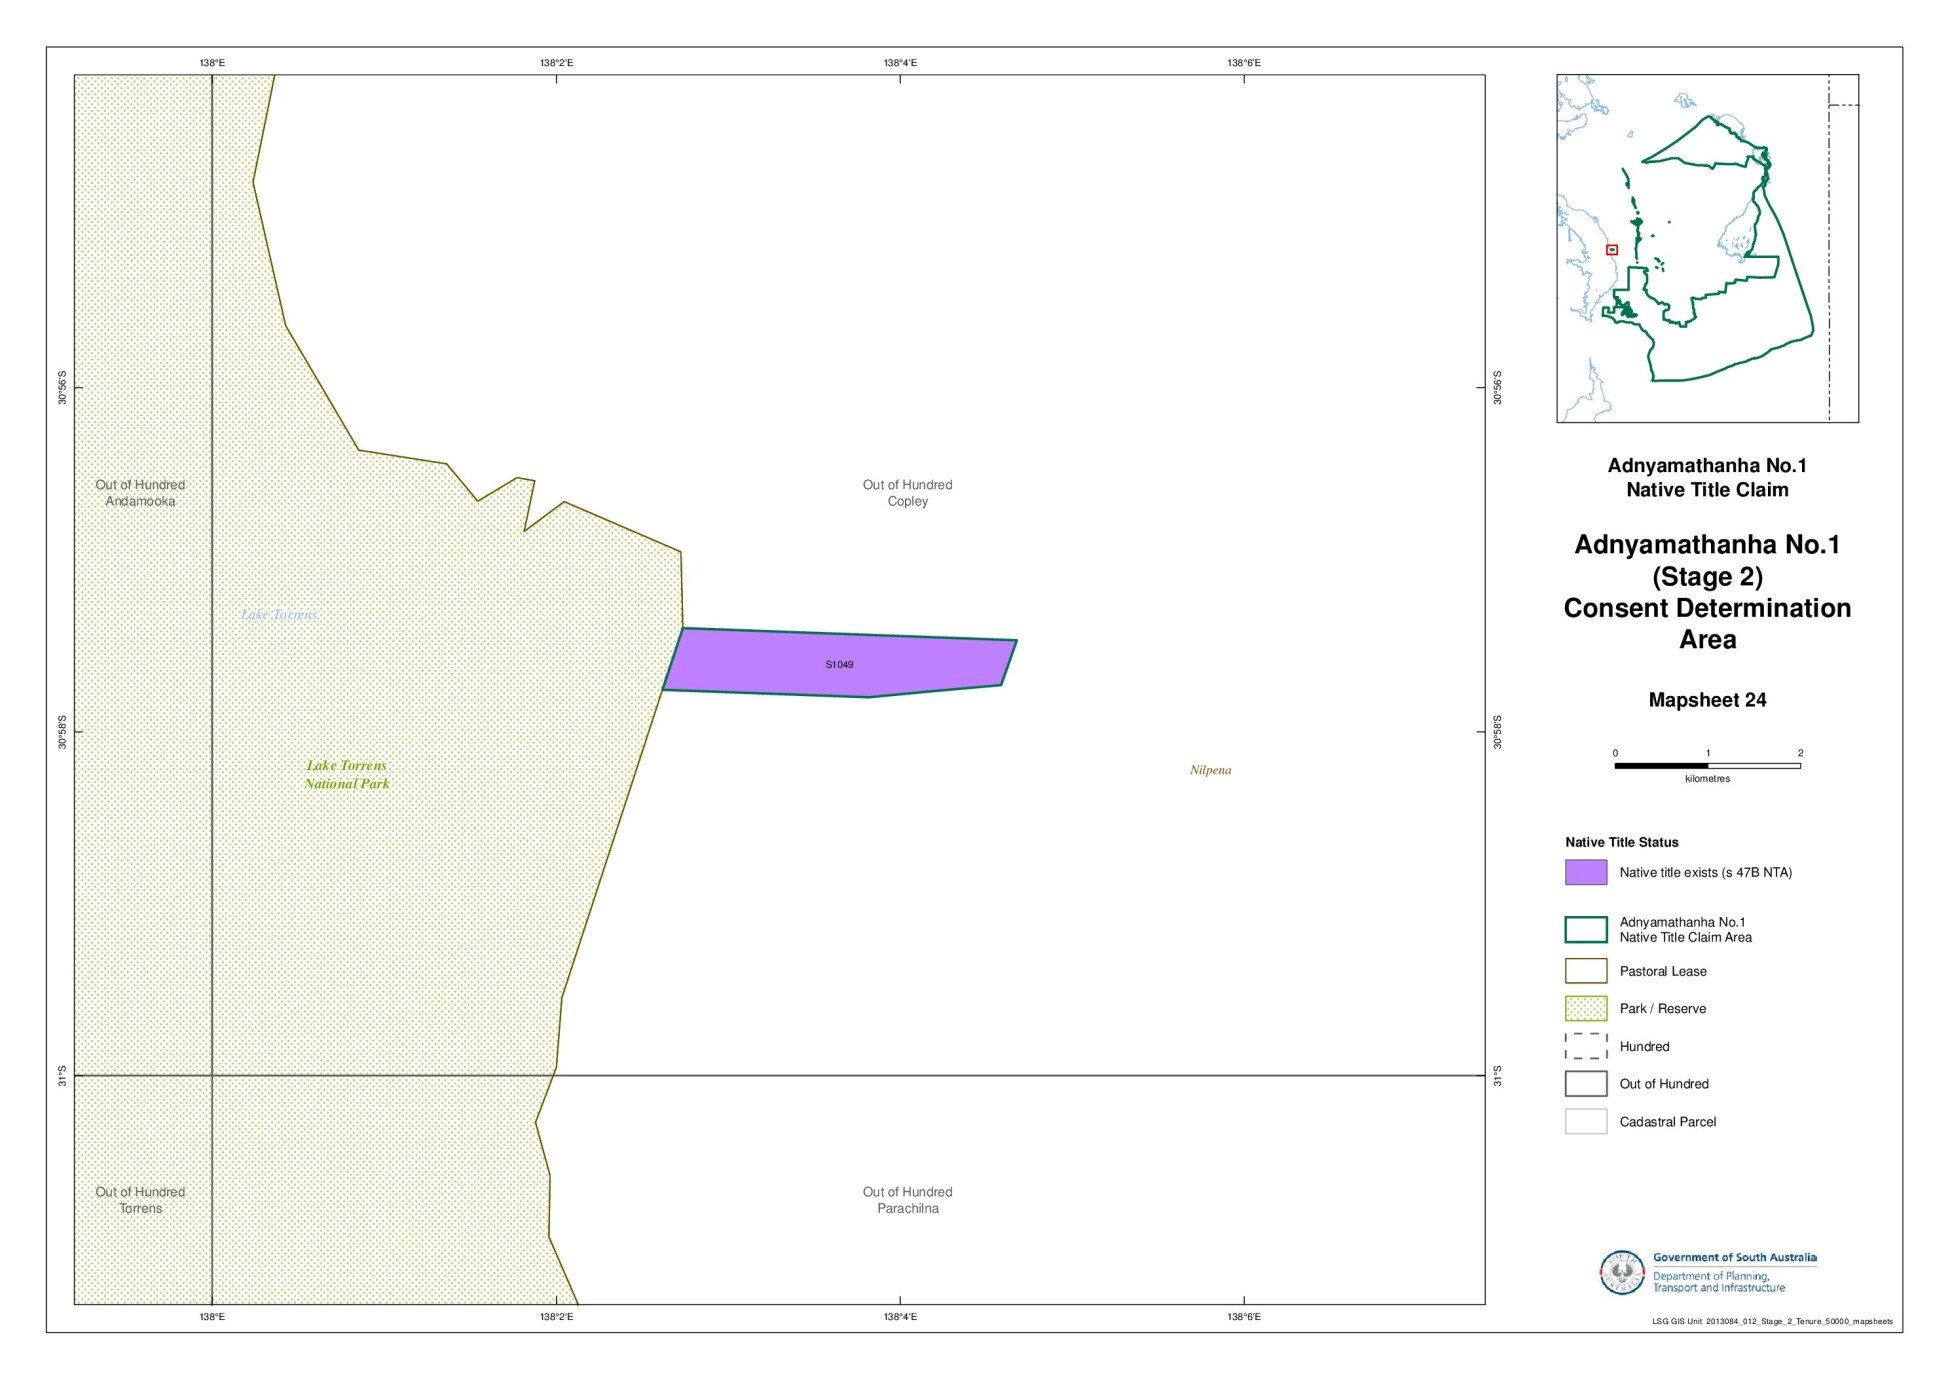 138°E
138°2'E
138°4'E
138°6'E
30°56'S
30°56'S
Out of Hundred
Andamooka
Out of Hundred
Copley
Lake Torrens
S1049
30°58'S
30°58'S
Lake Torrens
National Park
Nilpena
31°S
31°S
Out of Hundred
Torrens
Out of Hundred
Parachilna
138°E
138°2'E
138°4'E
138°6'E
Adnyamathanha No.1
Native Title Claim
Adnyamathanha No.1
(Stage 2)
Consent Determination
Area
Mapsheet 24
0 1 2
kilometres
Native Title Status
Native title exists (s 47B NTA)
Adnyamathanha No.1
Native Title Claim Area
Pastoral Lease
Park / Reserve
Hundred
Out of Hundred
Cadastral Parcel
Government of South Australia
Department of Planning,
Transport and Infrastructure
LSG GIS Unit 2013084_012_Stage_2_Tenure_50000_mapsheets